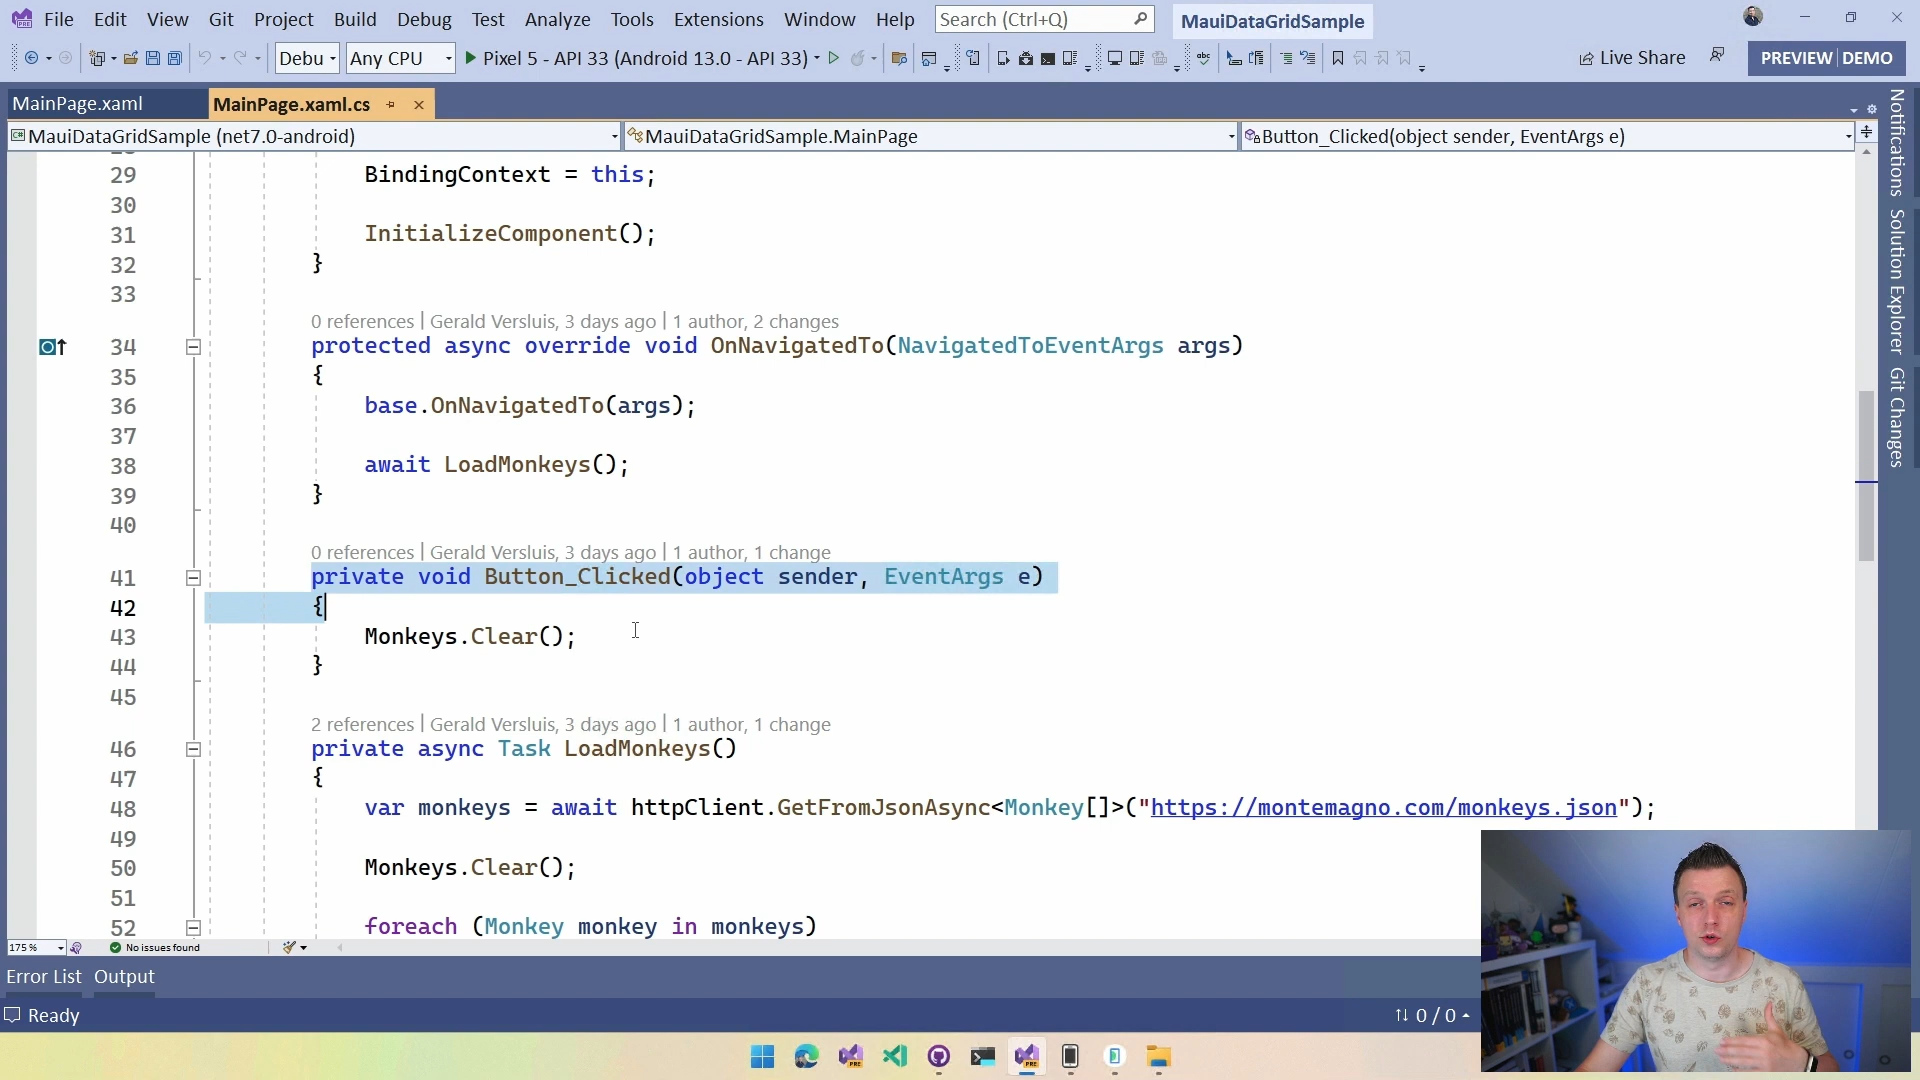 File Edit View Git Project Build Debug Test Analyze Tools Extensions Window Help Search (Ctrl+Q) MauiDataGridSample
Debu Any CPU Pixel 5 - API 33 (Android 13.0 - API 33) Live Share PREVIEW DEMO
MainPage.xaml MainPage.xaml.cs
MauiDataGridSample (net7.0-android) MauiDataGridSample.MainPage Button_Clicked(object sender, EventArgs e)
29 BindingContext = this;
30
31 InitializeComponent();
32 }
33
0 references | Gerald Versluis, 3 days ago | 1 author, 2 changes
34 protected async override void OnNavigatedTo(NavigatedToEventArgs args)
35 {
36 base.OnNavigatedTo(args);
37
38 await LoadMonkeys();
39 }
40
0 references | Gerald Versluis, 3 days ago | 1 author, 1 change
41 private void Button_Clicked(object sender, EventArgs e)
42 {
43 Monkeys.Clear();
44 }
45
2 references | Gerald Versluis, 3 days ago | 1 author, 1 change
46 private async Task LoadMonkeys()
47 {
48 var monkeys = await httpClient.GetFromJsonAsync<Monkey[]>("https://montemagno.com/monkeys.json");
49
50 Monkeys.Clear();
51
52 foreach (Monkey monkey in monkeys)
175 % No issues found
Error List Output
Ready 0 / 0
Notifications
Solution Explorer
Git Changes